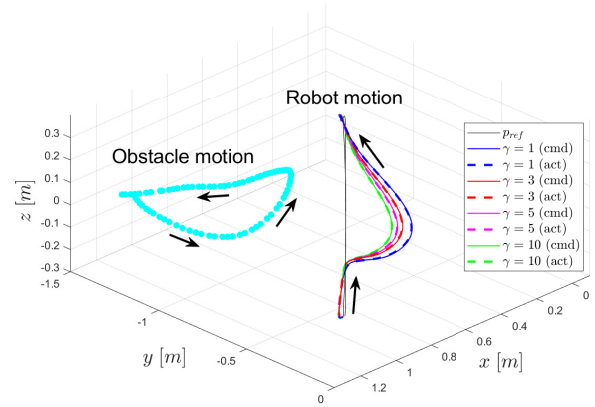 Robot motion
Obstacle motion
z [m]
0.3
0.2
0.1
0
-0.1
-0.2
-0.3
-1.5
-1
-0.5
0
y [m]
1.2
1
0.8
0.6
0.4
0.2
0
x [m]
p_ref
γ = 1 (cmd)
γ = 1 (act)
γ = 3 (cmd)
γ = 3 (act)
γ = 5 (cmd)
γ = 5 (act)
γ = 10 (cmd)
γ = 10 (act)